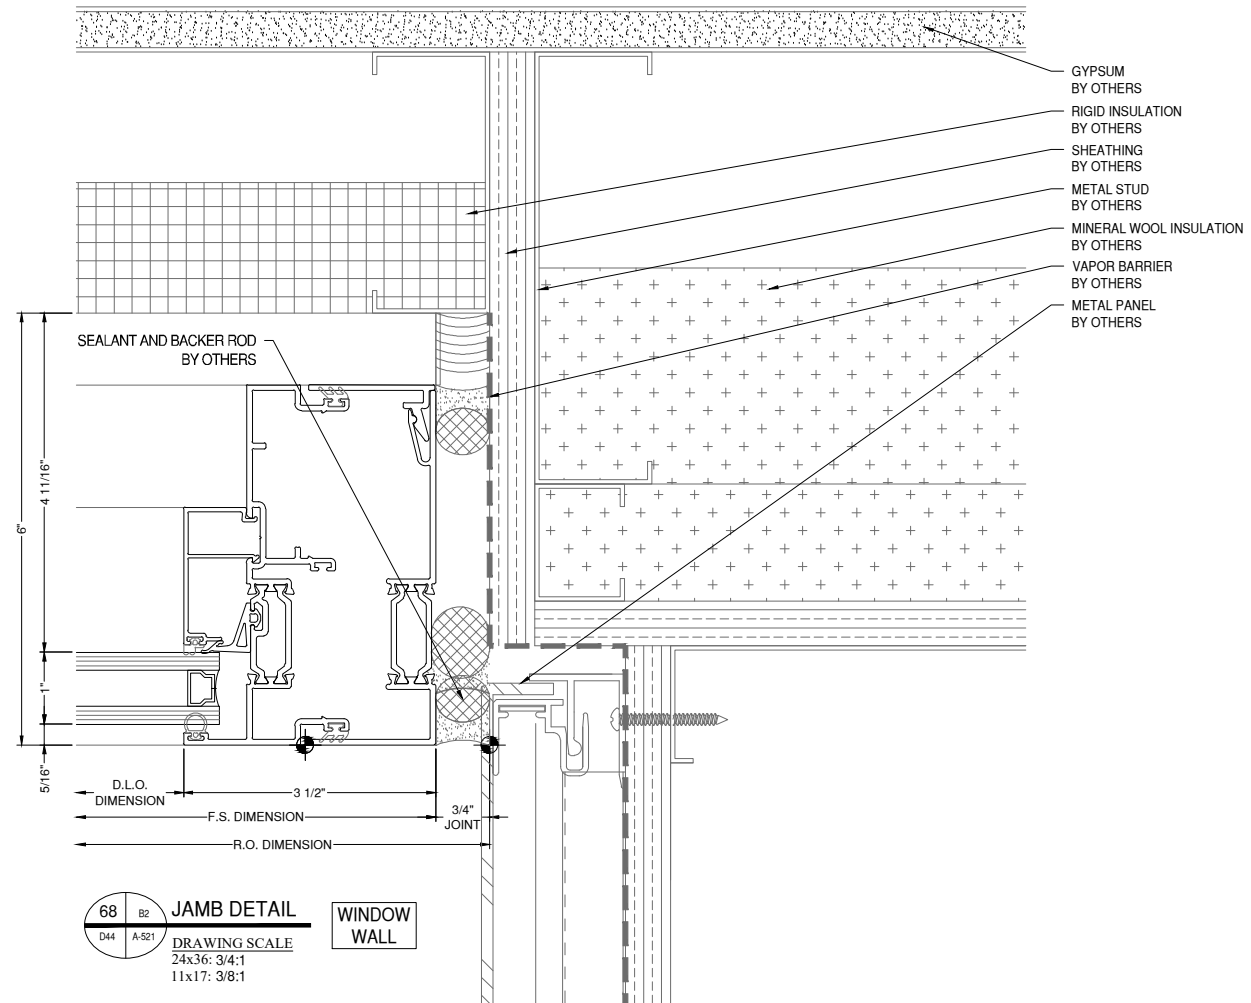 GYPSUM
BY OTHERS
RIGID INSULATION
BY OTHERS
SHEATHING
BY OTHERS
METAL STUD
BY OTHERS
MINERAL WOOL INSULATION
BY OTHERS
VAPOR BARRIER
BY OTHERS
METAL PANEL
BY OTHERS
SEALANT AND BACKER ROD
BY OTHERS
6"
4 11/16"
1"
5/16"
D.L.O.
DIMENSION
3 1/2"
F.S. DIMENSION
3/4"
JOINT
R.O. DIMENSION
68
B2
D44
A-521
JAMB DETAIL
DRAWING SCALE
24x36: 3/4:1
11x17: 3/8:1
WINDOW
WALL